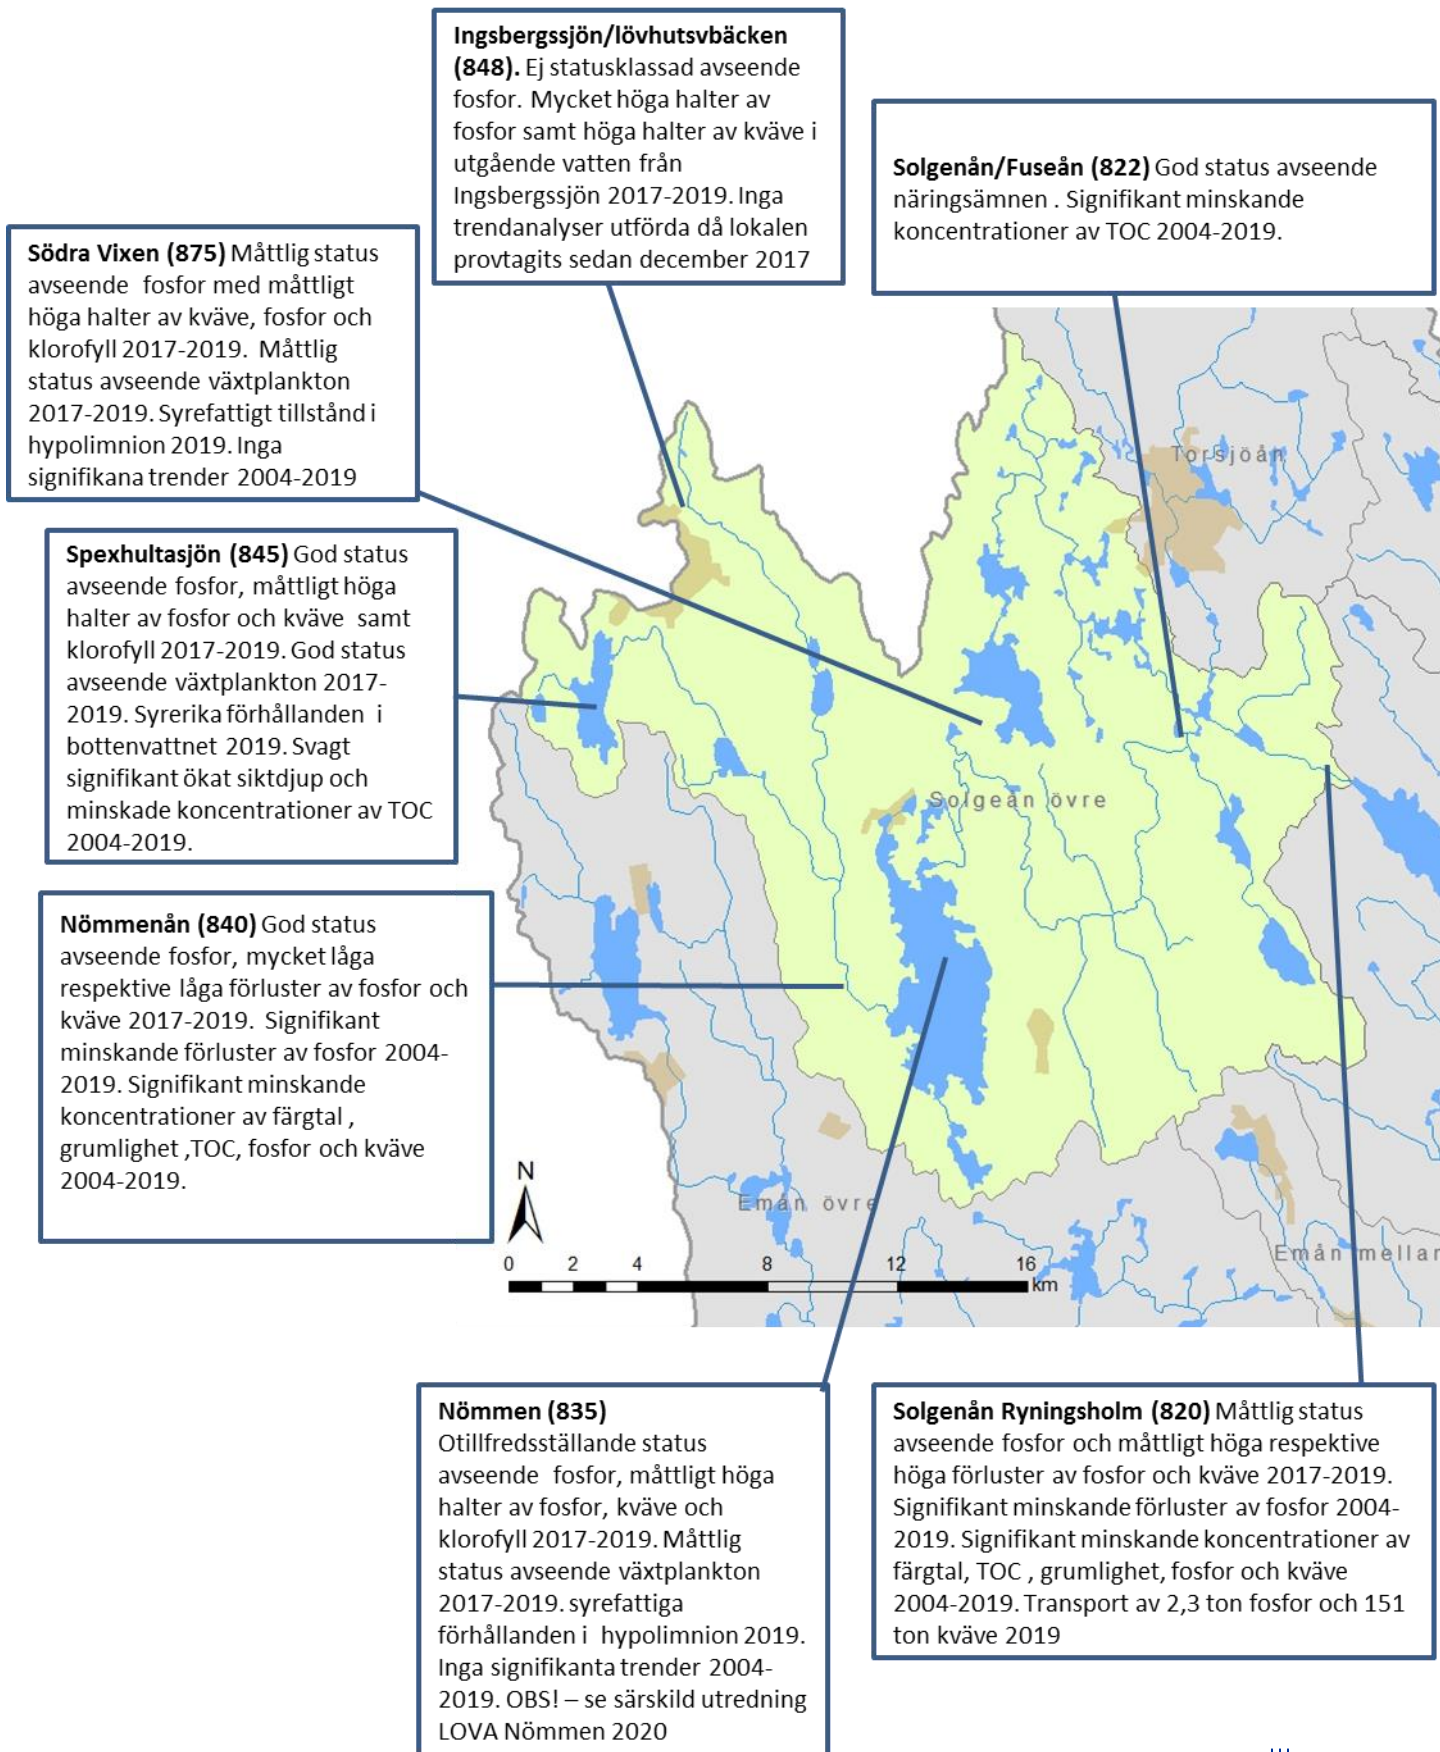 Ingsbergssjön/lövhutsvbäcken
(848). Ej statusklassad avseende
fosfor. Mycket höga halter av
fosfor samt höga halter av kväve i
utgående vatten från
Ingsbergssjön 2017-2019. Inga
trendanalyser utförda då lokalen
provtagits sedan december 2017
Solgenån/Fuseån (822) God status avseende
näringsämnen . Signifikant minskande
koncentrationer av TOC 2004-2019.
Södra Vixen (875) Måttlig status
avseende fosfor med måttligt
höga halter av kväve, fosfor och
klorofyll 2017-2019. Måttlig
status avseende växtplankton
2017-2019. Syrefattigt tillstånd i
hypolimnion 2019. Inga
signifikana trender 2004-2019
Spexhultasjön (845) God status
avseende fosfor, måttligt höga
halter av fosfor och kväve samt
klorofyll 2017-2019. God status
avseende växtplankton 2017-
2019. Syrerika förhållanden i
bottenvattnet 2019. Svagt
signifikant ökat siktdjup och
minskade koncentrationer av TOC
2004-2019.
Nömmenån (840) God status
avseende fosfor, mycket låga
respektive låga förluster av fosfor och
kväve 2017-2019. Signifikant
minskande förluster av fosfor 2004-
2019. Signifikant minskande
koncentrationer av färgtal ,
grumlighet ,TOC, fosfor och kväve
2004-2019.
Torsjöån
Solgeån övre
Emån övre
Emån mellar
N
0 2 4 8 12 16
km
Nömmen (835)
Otillfredsställande status
avseende fosfor, måttligt höga
halter av fosfor, kväve och
klorofyll 2017-2019. Måttlig
status avseende växtplankton
2017-2019. syrefattiga
förhållanden i hypolimnion 2019.
Inga signifikanta trender 2004-
2019. OBS! – se särskild utredning
LOVA Nömmen 2020
Solgenån Ryningsholm (820) Måttlig status
avseende fosfor och måttligt höga respektive
höga förluster av fosfor och kväve 2017-2019.
Signifikant minskande förluster av fosfor 2004-
2019. Signifikant minskande koncentrationer av
färgtal, TOC , grumlighet, fosfor och kväve
2004-2019. Transport av 2,3 ton fosfor och 151
ton kväve 2019